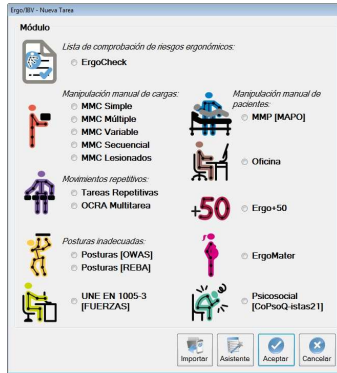 Ergo/IBV - Nueva Tarea
Módulo
Lista de comprobación de riesgos ergonómicos:
ErgoCheck
Manipulación manual de cargas:
MMC Simple
MMC Múltiple
MMC Variable
MMC Secuencial
MMC Lesionados
Manipulación manual de
pacientes:
MMP [MAPO]
Oficina
Movimientos repetitivos:
Tareas Repetitivas
OCRA Multitarea
+50
Ergo+50
Posturas inadecuadas:
Posturas [OWAS]
Posturas [REBA]
ErgoMater
UNE EN 1005-3
[FUERZAS]
Psicosocial
[CoPsoQ-istas21]
Importar
Asistente
Aceptar
Cancelar